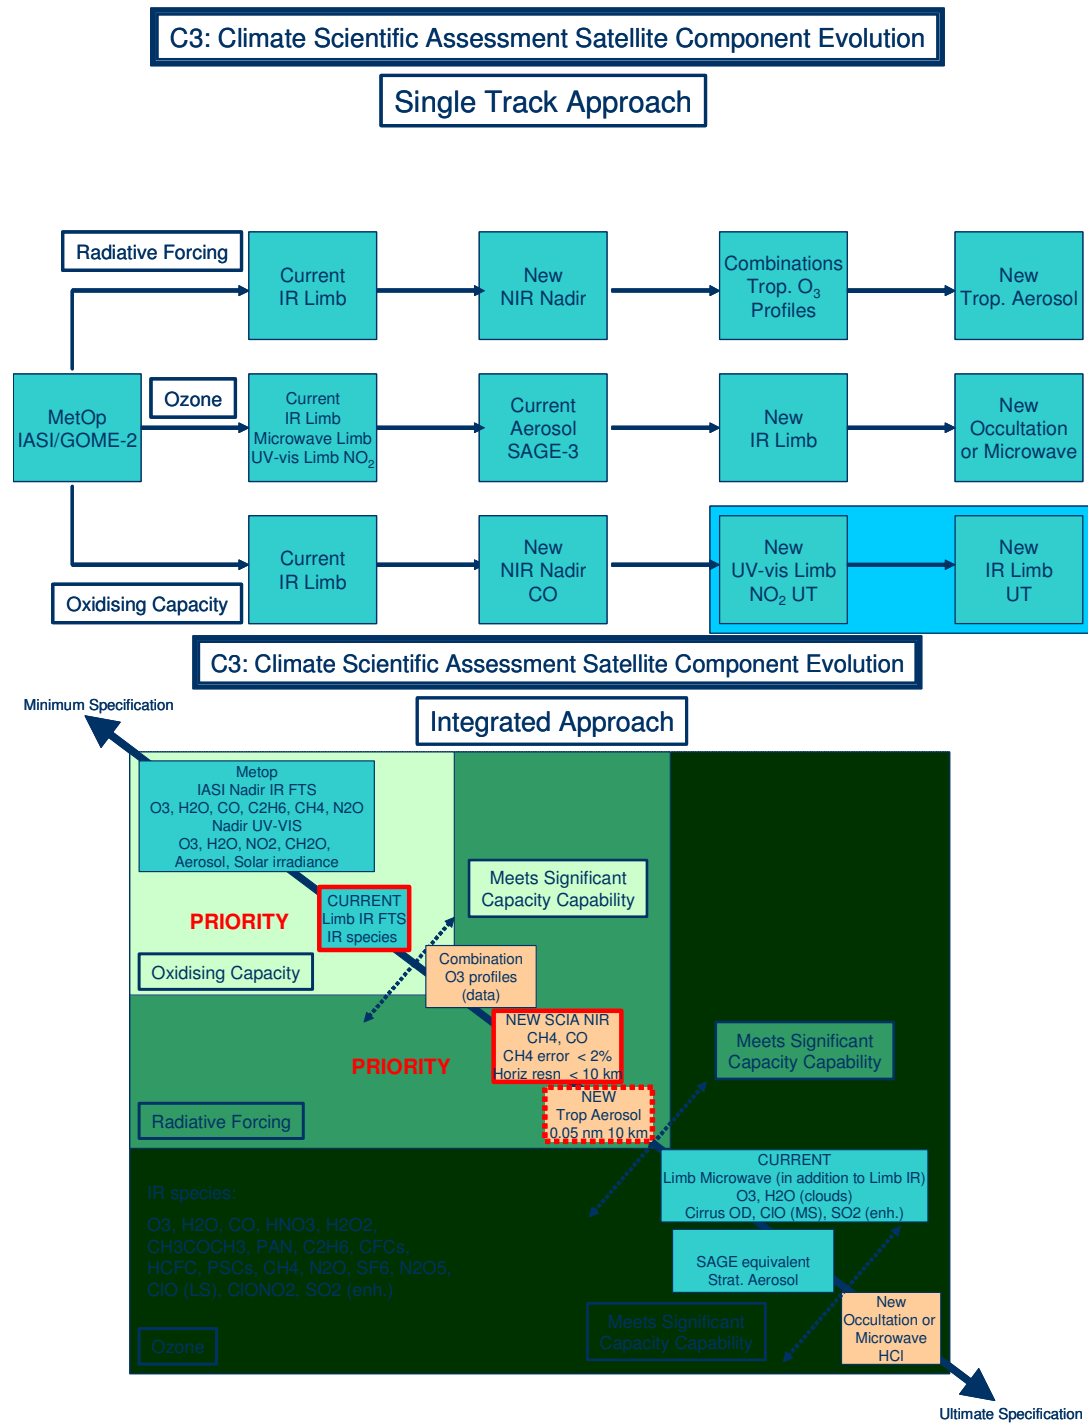 C3: Climate Scientific Assessment Satellite Component Evolution
Single Track Approach
Radiative Forcing
Current
IR Limb
New
NIR Nadir
Combinations
Trop. O3
Profiles
New
Trop. Aerosol
MetOp
IASI/GOME-2
Ozone
Current
IR Limb
Microwave Limb
UV-vis Limb NO2
Current
Aerosol
SAGE-3
New
IR Limb
New
Occultation
or Microwave
Oxidising Capacity
Current
IR Limb
New
NIR Nadir
CO
New
UV-vis Limb
NO2 UT
New
IR Limb
UT
C3: Climate Scientific Assessment Satellite Component Evolution
Minimum Specification
Integrated Approach
Metop
IASI Nadir IR FTS
O3, H2O, CO, C2H6, CH4, N2O
Nadir UV-VIS
O3, H2O, NO2, CH2O,
Aerosol, Solar irradiance
Meets Significant
Capacity Capability
PRIORITY
CURRENT
Limb IR FTS
IR species
Oxidising Capacity
Combination
O3 profiles
(data)
NEW SCIA NIR
CH4, CO
CH4 error < 2%
Horiz resn < 10 km
PRIORITY
Meets Significant
Capacity Capability
NEW
Trop Aerosol
0.05 nm 10 km
Radiative Forcing
CURRENT
Limb Microwave (in addition to Limb IR)
O3, H2O (clouds)
Cirrus OD, ClO (MS), SO2 (enh.)
IR species:
O3, H2O, CO, HNO3, H2O2,
CH3COCH3, PAN, C2H6, CFCs,
HCFC, PSCs, CH4, N2O, SF6, N2O5,
ClO (LS), ClONO2, SO2 (enh.)
SAGE equivalent
Strat. Aerosol
New
Occultation or
Microwave
HCl
Meets Significant
Capacity Capability
Ozone
Ultimate Specification